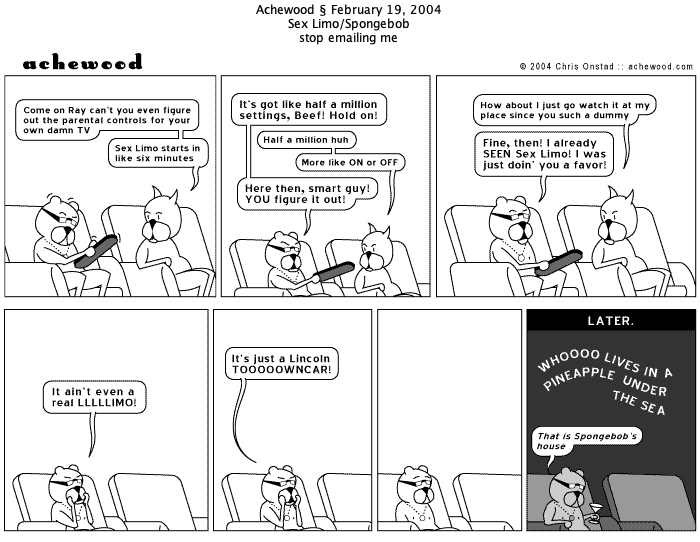 Achewood § February 19, 2004
Sex Limo/Spongebob
stop emailing me
achewood
© 2004 Chris Onstad :: achewood.com
Come on Ray can't you even figure
out the parental controls for your
own damn TV
Sex Limo starts in
like six minutes
It's got like half a million
settings, Beef! Hold on!
Half a million huh
More like ON or OFF
Here then, smart guy!
YOU figure it out!
How about I just go watch it at my
place since you such a dummy
Fine, then! I already
SEEN Sex Limo! I was
just doin' you a favor!
It ain't even a
real LLLLLIMO!
It's just a Lincoln
TOOOOOWNCAR!
LATER.
WHOOOO LIVES IN A
PINEAPPLE UNDER
THE SEA
That is Spongebob's
house